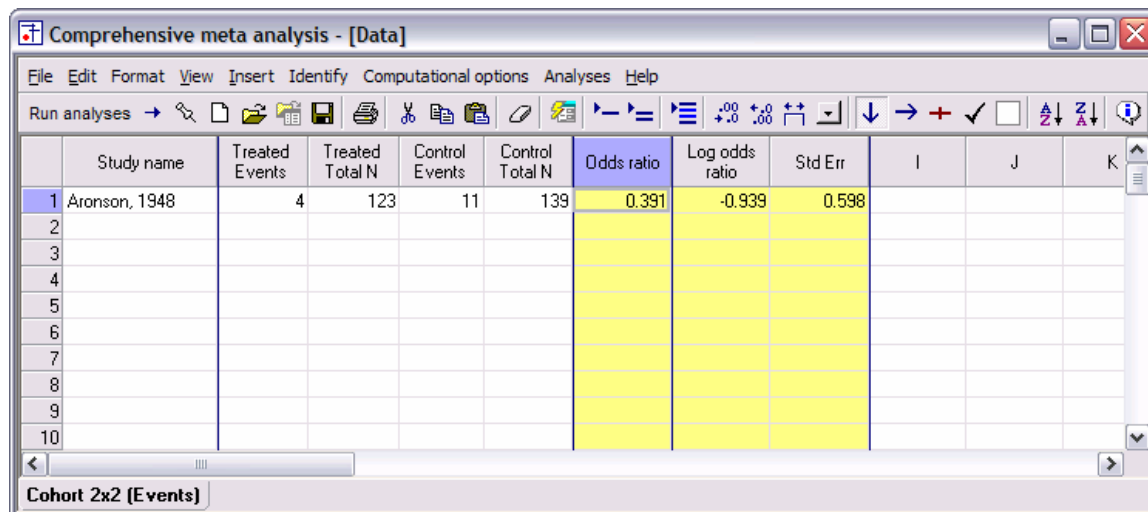 Comprehensive meta analysis - [Data]
File Edit Format View Insert Identify Computational options Analyses Help
Run analyses
Study name Treated Events Treated Total N Control Events Control Total N Odds ratio Log odds ratio Std Err I J K
1 Aronson, 1948 4 123 11 139 0.391 -0.939 0.598
2
3
4
5
6
7
8
9
10
Cohort 2x2 (Events)